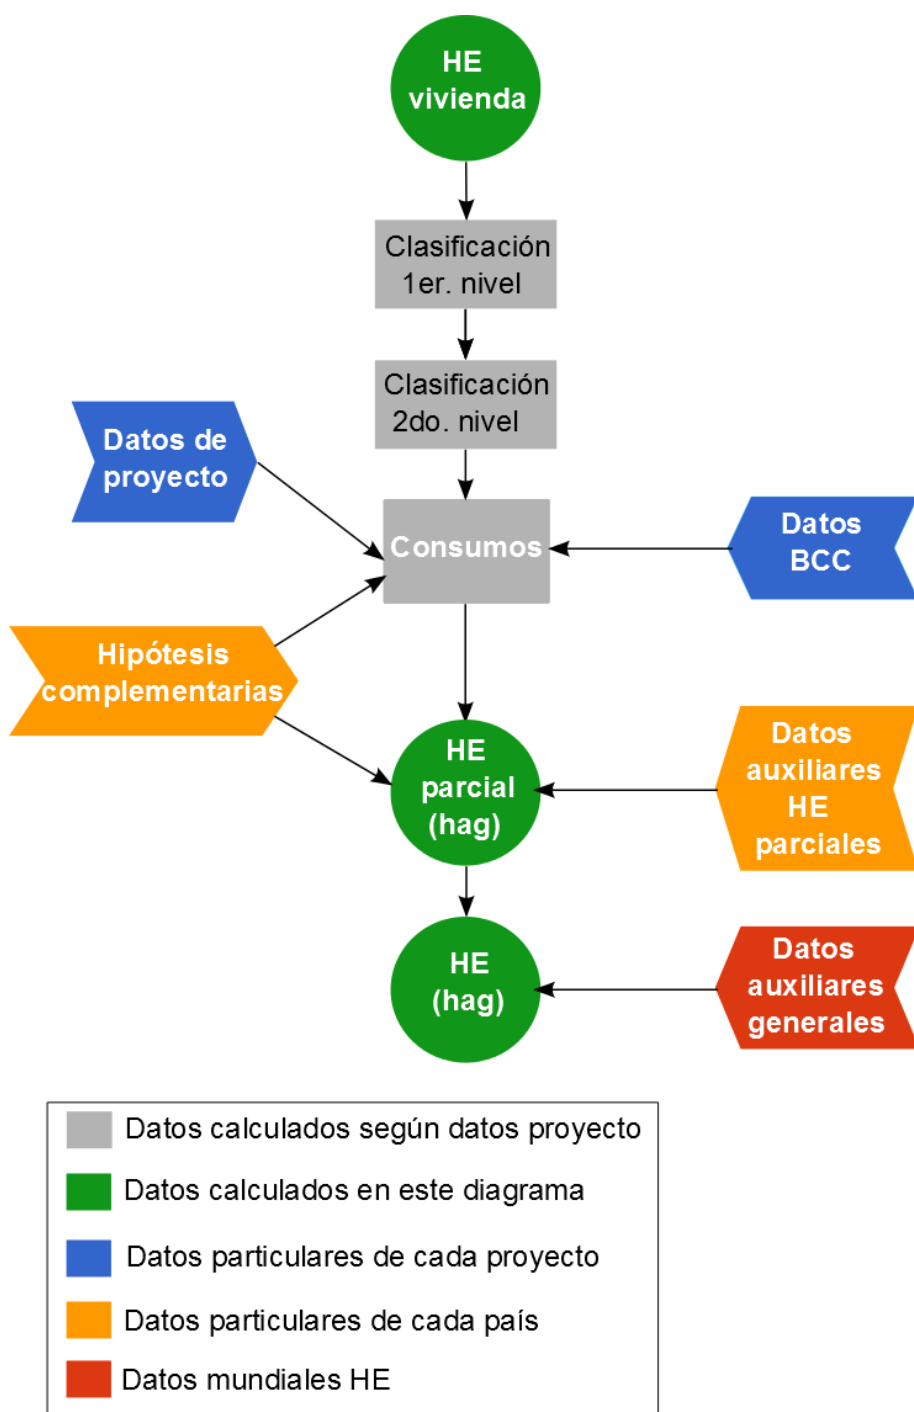 HE
vivienda
Clasificación
1er. nivel
Clasificación
2do. nivel
Datos de
proyecto
Consumos
Datos
BCC
Hipótesis
complementarias
HE
parcial
(hag)
Datos
auxiliares
HE
parciales
HE
(hag)
Datos
auxiliares
generales
Datos calculados según datos proyecto
Datos calculados en este diagrama
Datos particulares de cada proyecto
Datos particulares de cada país
Datos mundiales HE